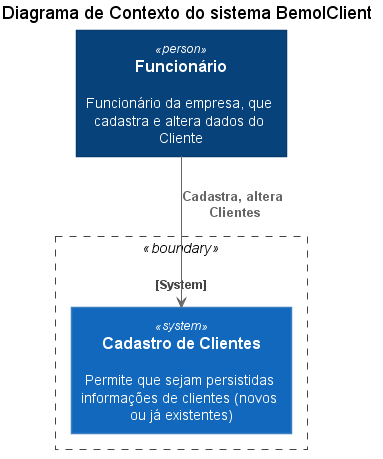 Diagrama de Contexto do sistema BemolClient
«person»
Funcionário
Funcionário da empresa, que
cadastra e altera dados do
Cliente
Cadastra, altera
Clientes
«boundary»
[System]
«system»
Cadastro de Clientes
Permite que sejam persistidas
informações de clientes (novos
ou já existentes)